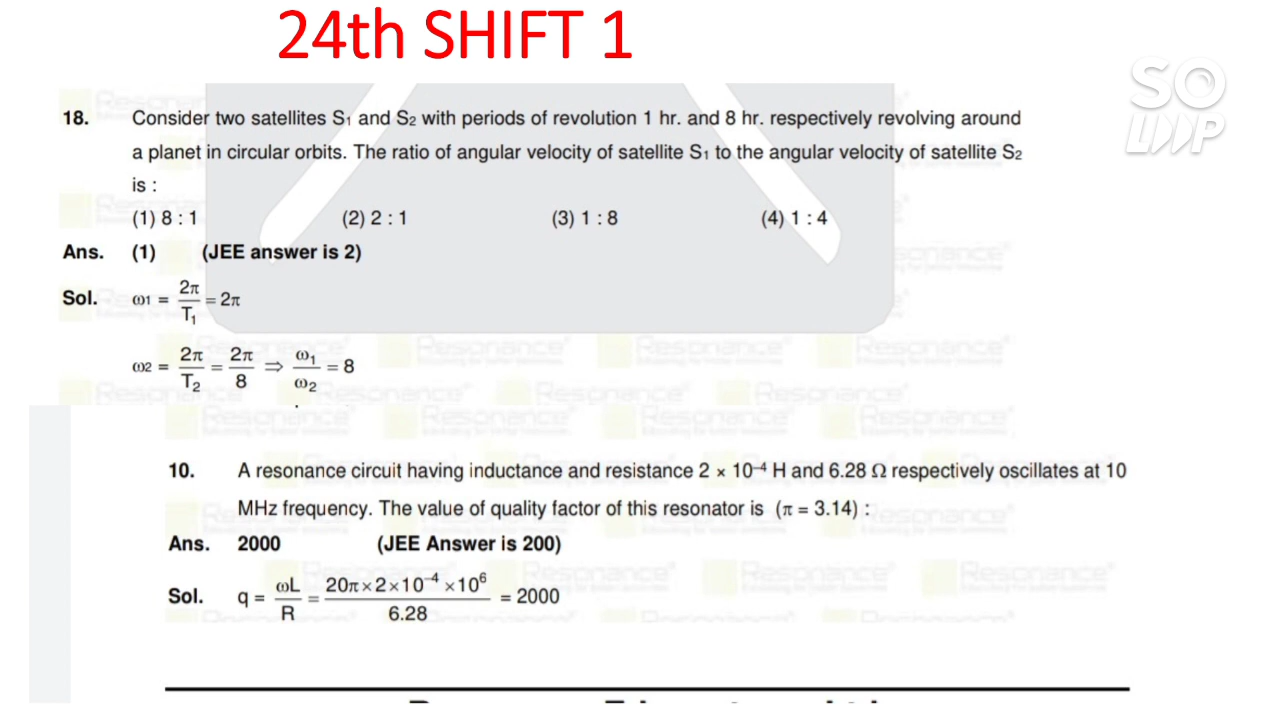 24th SHIFT 1
SO
LP
18. Consider two satellites S₁ and S₂ with periods of revolution 1 hr. and 8 hr. respectively revolving around
a planet in circular orbits. The ratio of angular velocity of satellite S₁ to the angular velocity of satellite S₂
is :
(1) 8 : 1 (2) 2 : 1 (3) 1 : 8 (4) 1 : 4
Ans. (1) (JEE answer is 2)
Sol. ω1 = 2π/T₁ = 2π
ω2 = 2π/T₂ = 2π/8 ⇒ ω₁/ω₂ = 8
10. A resonance circuit having inductance and resistance 2 × 10⁻⁴ H and 6.28 Ω respectively oscillates at 10
MHz frequency. The value of quality factor of this resonator is (π = 3.14) :
Ans. 2000 (JEE Answer is 200)
Sol. q = ωL/R = 20π×2×10⁻⁴ ×10⁶/6.28 = 2000